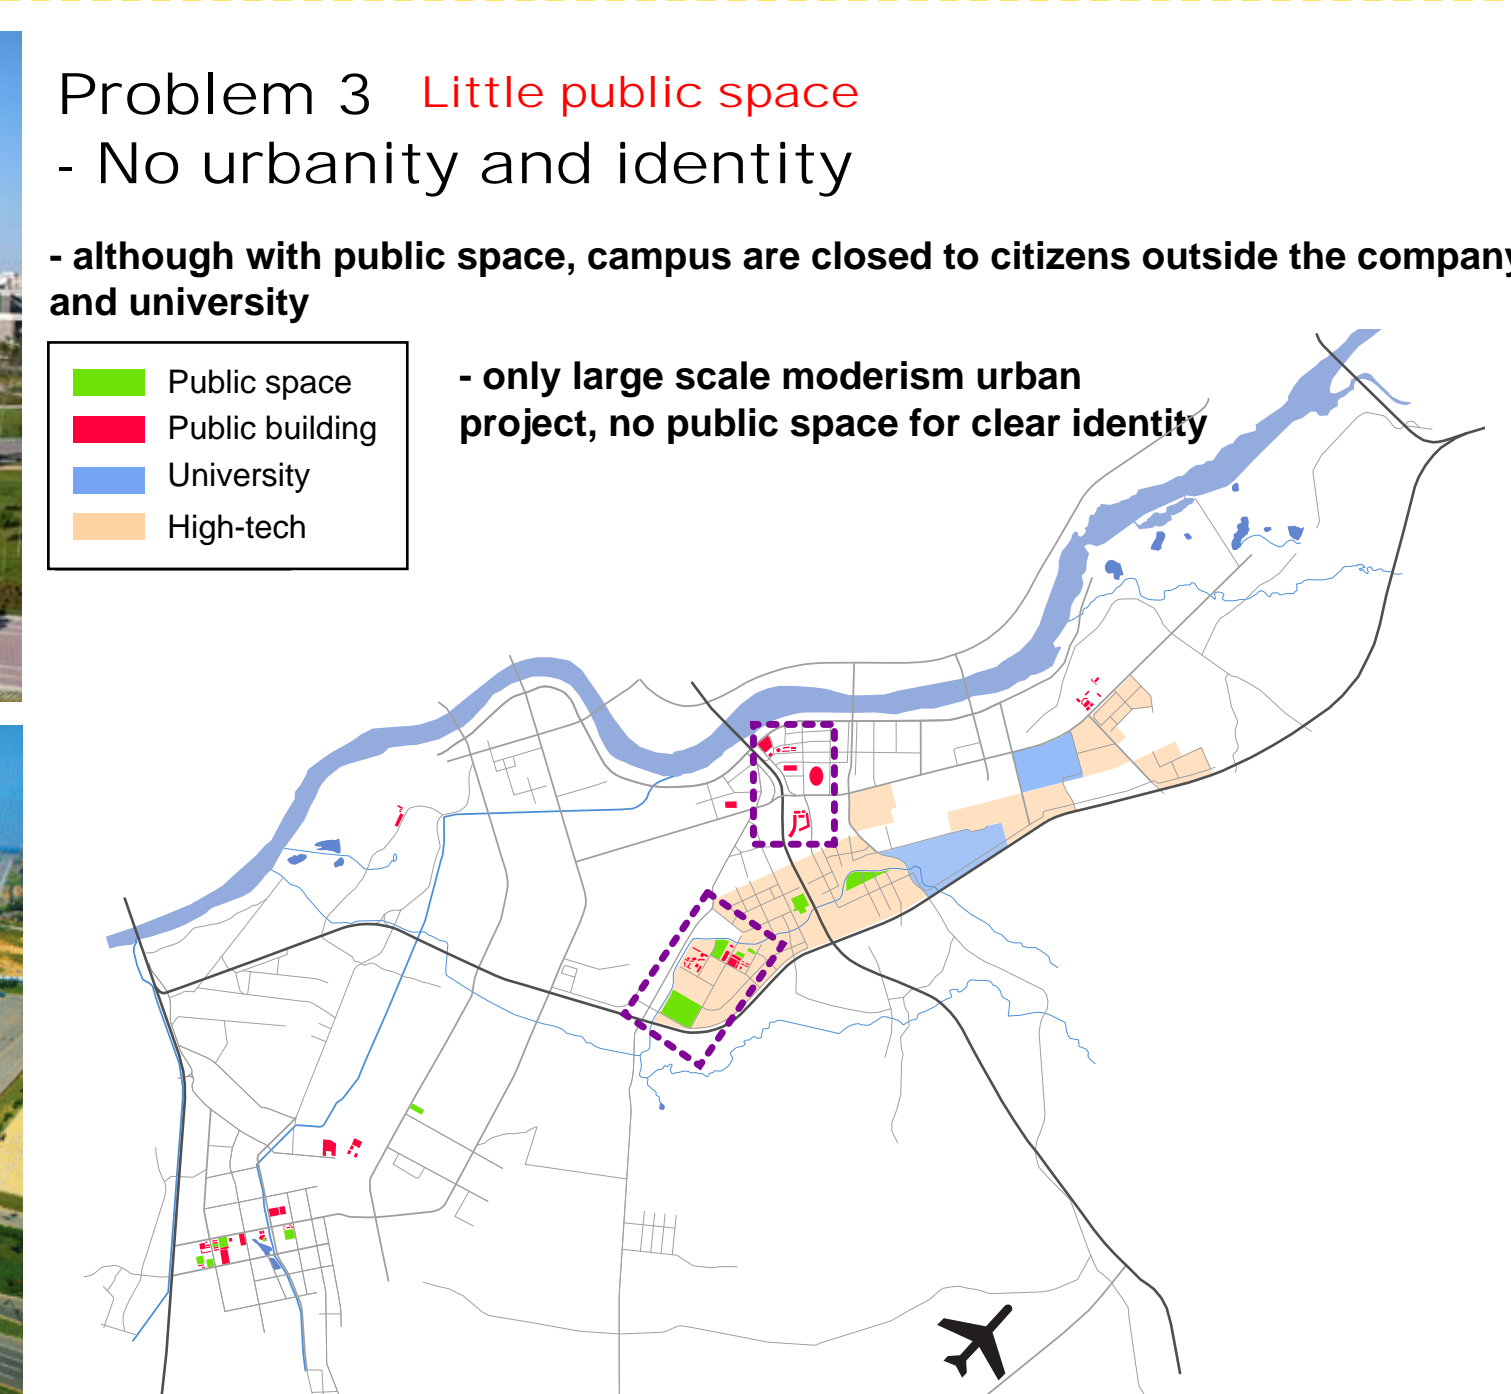 Problem 3 Little public space
- No urbanity and identity
- although with public space, campus are closed to citizens outside the company
and university
Public space
Public building
University
High-tech
- only large scale moderism urban
project, no public space for clear identity